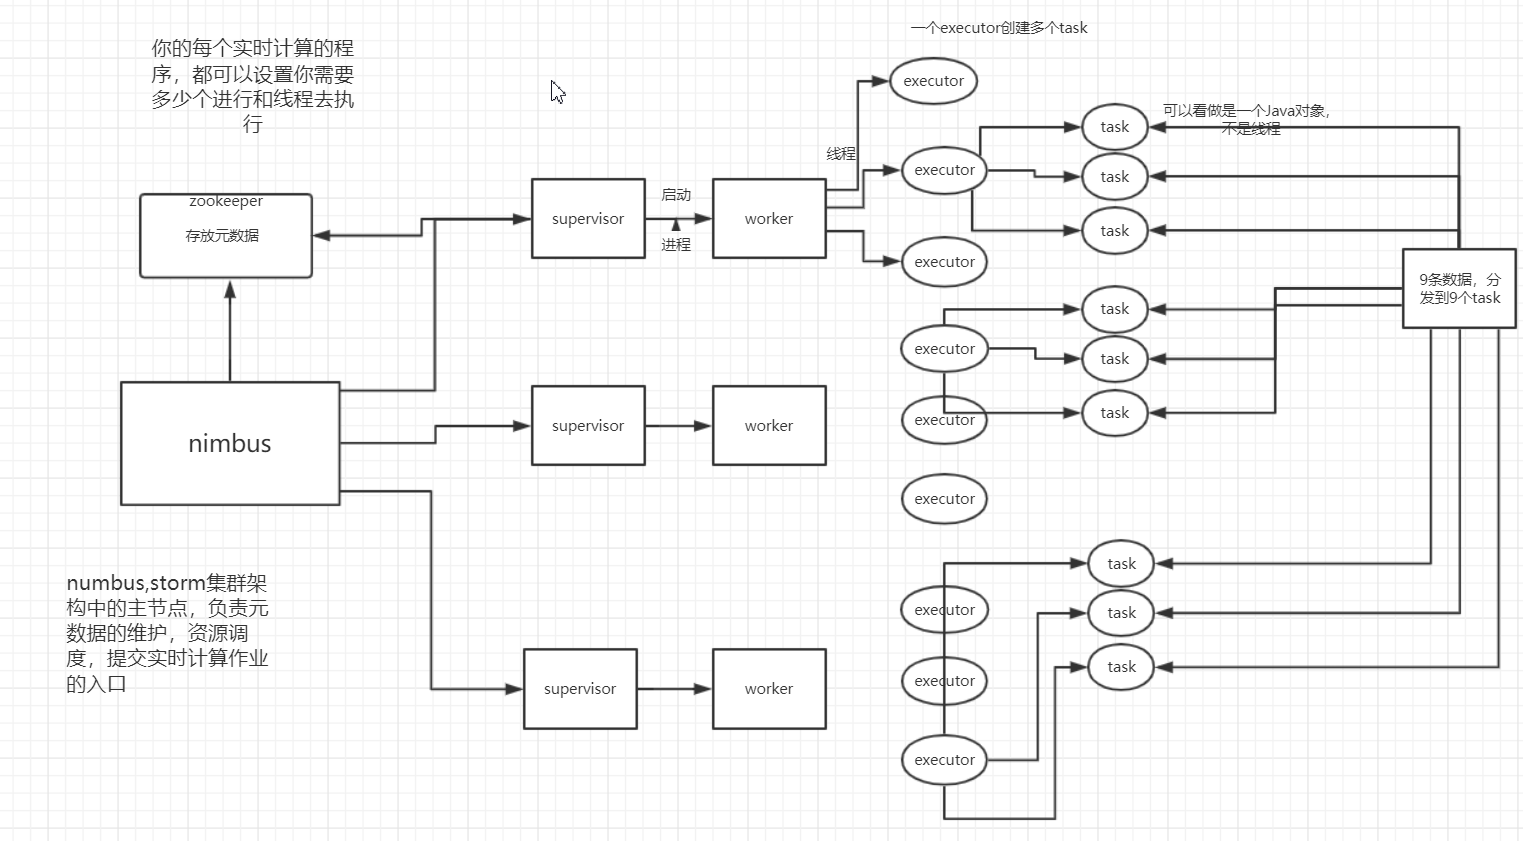 一个executor创建多个task
你的每个实时计算的程
序，都可以设置你需要
多少个进行和线程去执
行
executor
可以看做是一个Java对象，
不是线程
task
线程
executor
task
zookeeper
存放元数据
supervisor
启动
进程
worker
task
executor
9条数据，分
发到9个task
task
executor
task
task
executor
nimbus
supervisor
worker
executor
task
numbus,storm集群架
构中的主节点，负责元
数据的维护，资源调
度，提交实时计算作业
的入口
executor
task
executor
task
supervisor
worker
executor